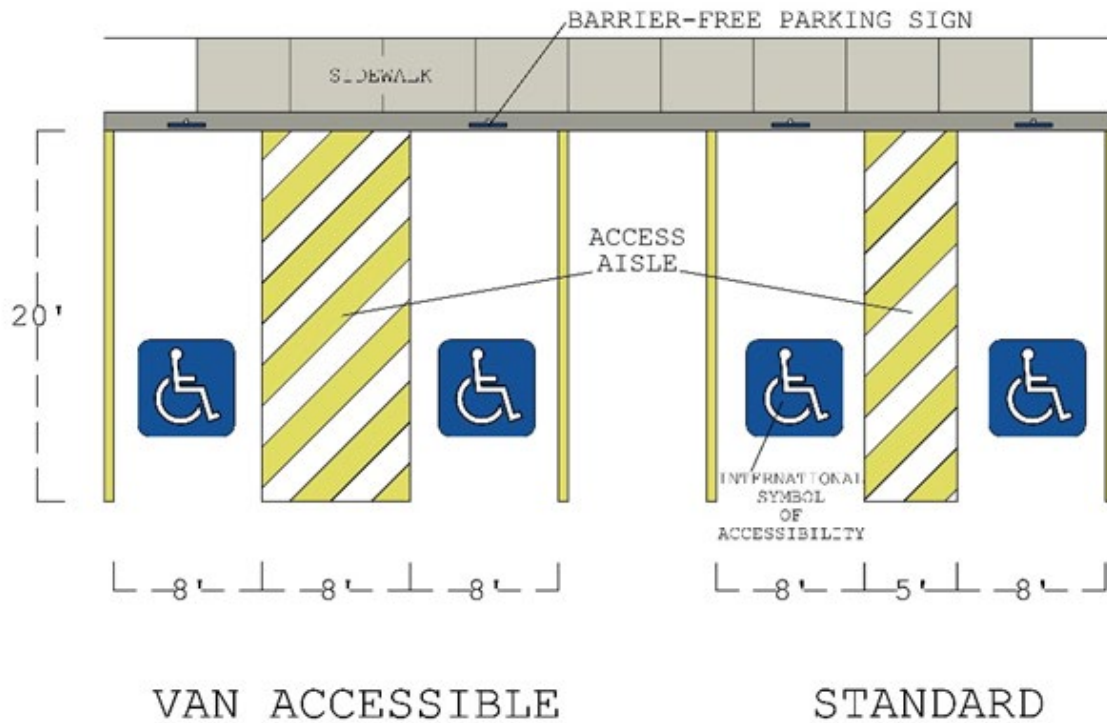 BARRIER-FREE PARKING SIGN
SIDEWALK
ACCESS
AISLE
20'
INTERNATIONAL
SYMBOL
OF
ACCESSIBILITY
8' 8' 8' 8' 5' 8'
VAN ACCESSIBLE STANDARD